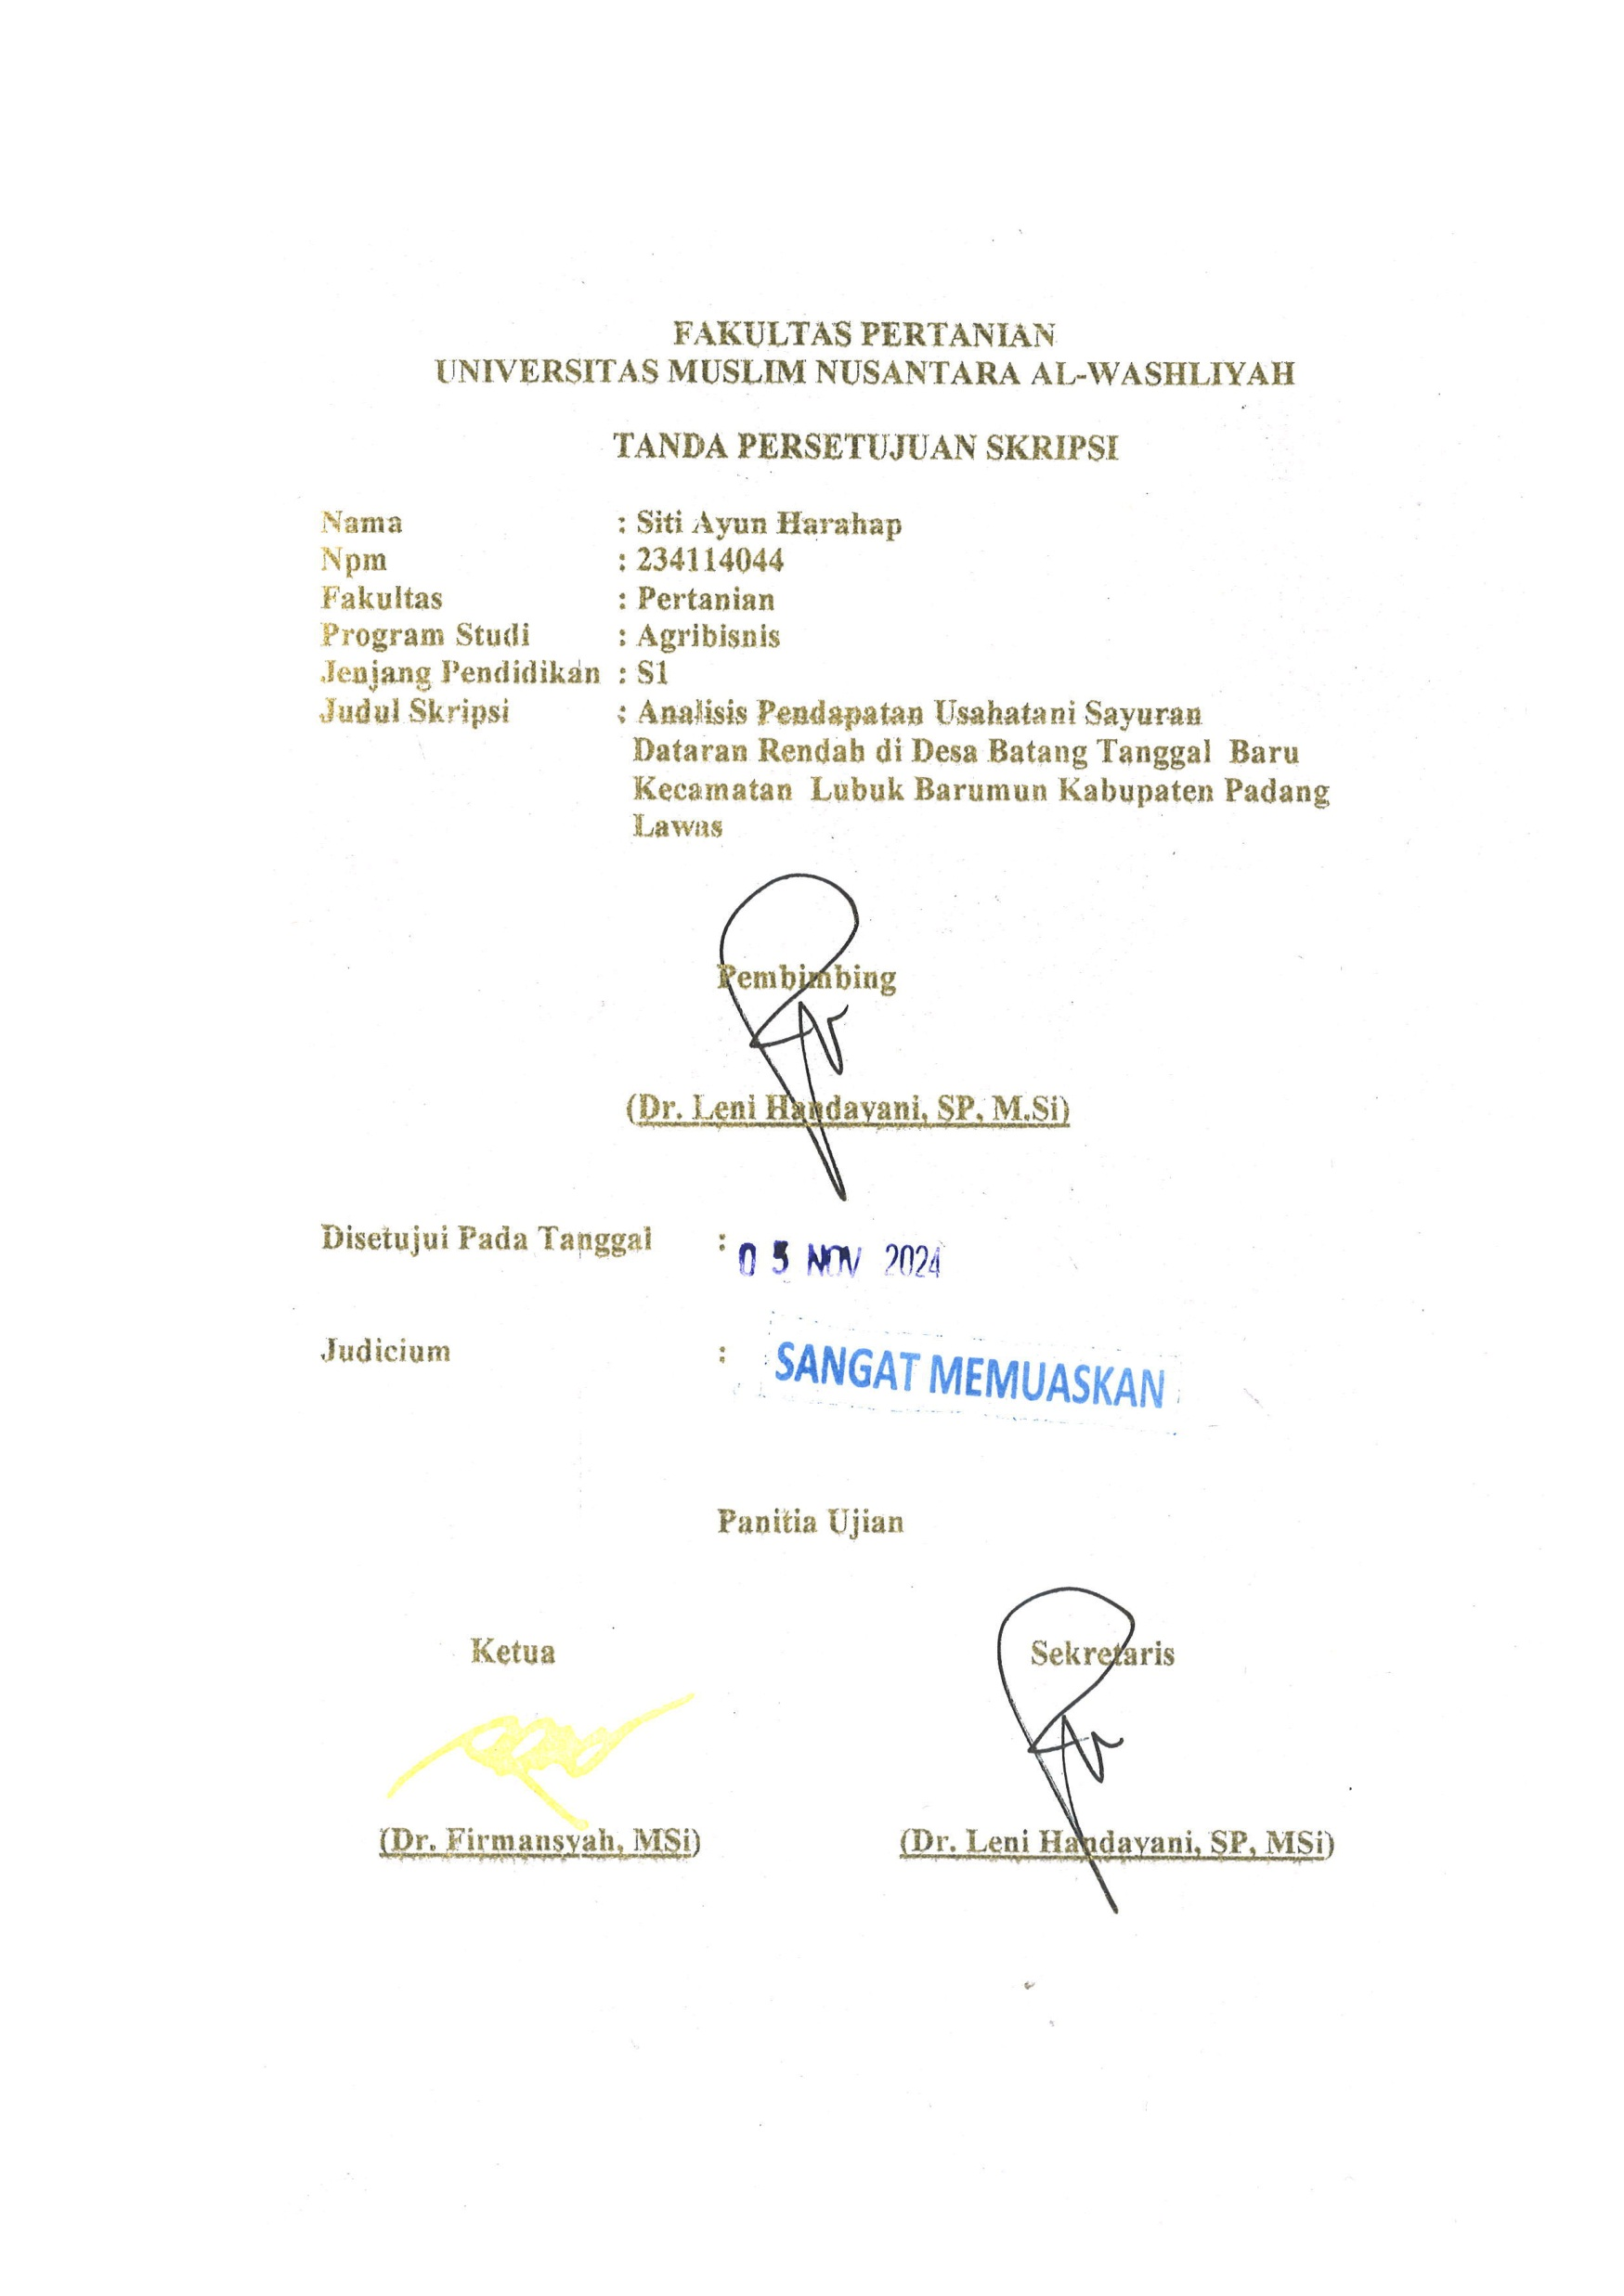 FAKULTAS PERTANIAN
UNIVERSITAS MUSLIM NUSANTARA AL-WASHLIYAH
TANDA PERSETUJUAN SKRIPSI
Nama : Siti Ayun Harahap
Npm : 234114044
Fakultas : Pertanian
Program Studi : Agribisnis
Jenjang Pendidikan : S1
Judul Skripsi : Analisis Pendapatan Usahatani Sayuran
Dataran Rendah di Desa Batang Tanggal Baru
Kecamatan Lubuk Barumun Kabupaten Padang
Lawas
Pembimbing
(Dr. Leni Handayani, SP, M.Si)
Disetujui Pada Tanggal : 05 NOV 2024
Judicium : SANGAT MEMUASKAN
Panitia Ujian
Ketua Sekretaris
(Dr. Firmansyah, MSi) (Dr. Leni Handayani, SP, MSi)